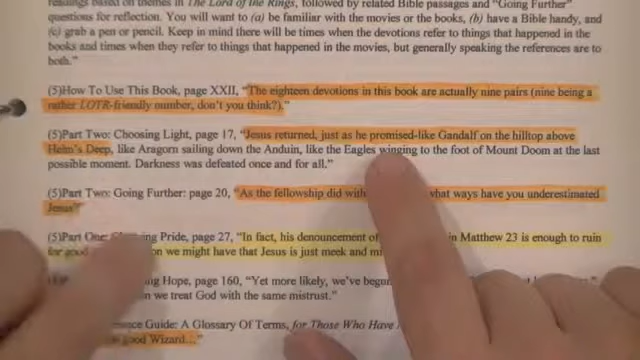 readings based on themes in The Lord of the Rings, followed by related Bible passages and "Going Further"
questions for reflection. You will want to (a) be familiar with the movies or the books, (b) have a Bible handy, and
(c) grab a pen or pencil. Keep in mind there will be times when the devotions refer to things that happened in the
books and times when they refer to things that happened in the movies, but generally speaking the references are to
both."
(5)How To Use This Book, page XXII, "The eighteen devotions in this book are actually nine pairs (nine being a
rather LOTR-friendly number, don't you think?)."
(5)Part Two: Choosing Light, page 17, "Jesus returned, just as he promised-like Gandalf on the hilltop above
Helm's Deep, like Aragorn sailing down the Anduin, like the Eagles winging to the foot of Mount Doom at the last
possible moment. Darkness was defeated once and for all."
(5)Part Two: Going Further: page 20, "As the fellowship did with what ways have you underestimated
Jesus"
(5)Part One: Pride, page 27, "In fact, his denouncement of in Matthew 23 is enough to ruin
for good on we might have that Jesus is just meek and
Hope, page 160, "Yet more likely, we've
we treat God with the same mistrust."
Guide: A Glossary Of Terms, for Those Who Have
good Wizard..."